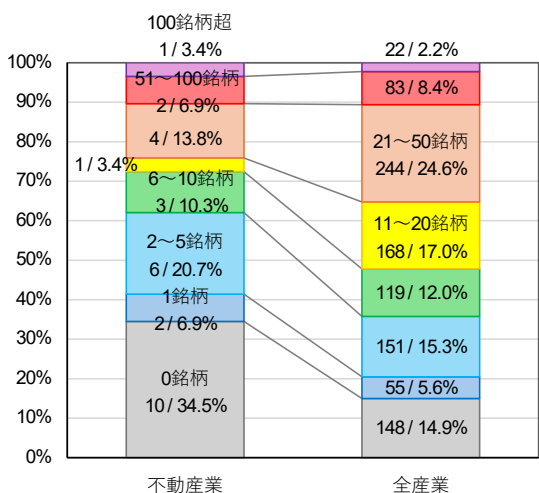 100銘柄超
1 / 3.4%
22 / 2.2%
100%
90%
80%
70%
60%
50%
40%
30%
20%
10%
0%
51～100銘柄
2 / 6.9%
4 / 13.8%
1 / 3.4%
6～10銘柄
3 / 10.3%
2～5銘柄
6 / 20.7%
1銘柄
2 / 6.9%
0銘柄
10 / 34.5%
83 / 8.4%
21～50銘柄
244 / 24.6%
11～20銘柄
168 / 17.0%
119 / 12.0%
151 / 15.3%
55 / 5.6%
148 / 14.9%
不動産業
全産業